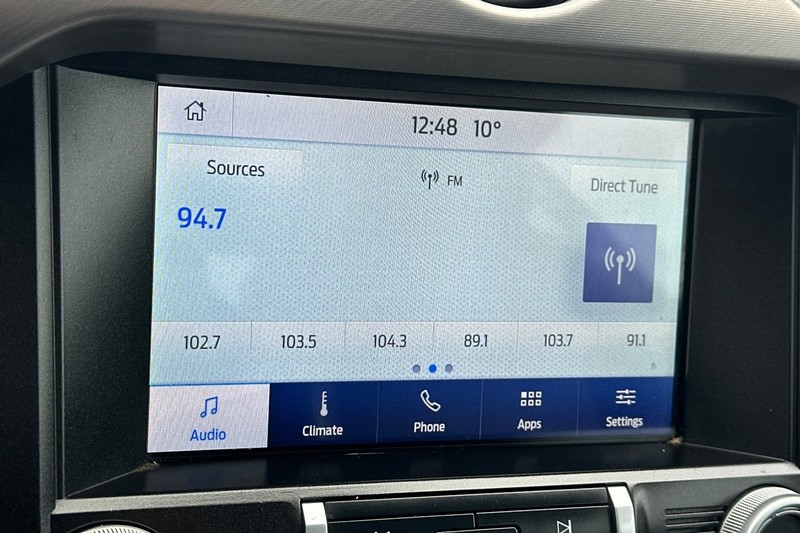 12:48 10°
Sources
FM
Direct Tune
94.7
102.7 103.5 104.3 89.1 103.7 91.1
Audio Climate Phone Apps Settings